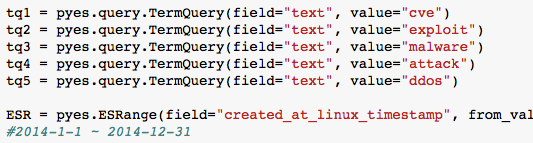 tq1 = pyes.query.TermQuery(field="text", value="cve")
tq2 = pyes.query.TermQuery(field="text", value="exploit")
tq3 = pyes.query.TermQuery(field="text", value="malware")
tq4 = pyes.query.TermQuery(field="text", value="attack")
tq5 = pyes.query.TermQuery(field="text", value="ddos")
ESR = pyes.ESRange(field="created_at_linux_timestamp", from_val
#2014-1-1 ~ 2014-12-31